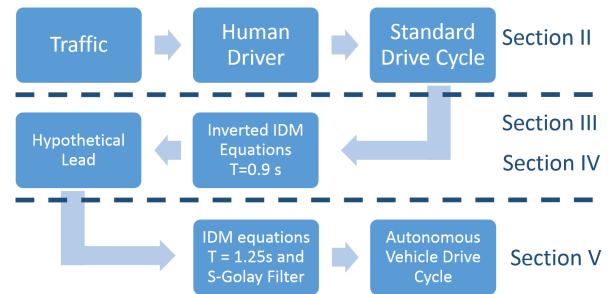 Traffic
Human
Driver
Standard
Drive Cycle
Section II
Hypothetical
Lead
Inverted IDM
Equations
T=0.9 s
Section III
Section IV
IDM equations
T = 1.25s and
S-Golay Filter
Autonomous
Vehicle Drive
Cycle
Section V